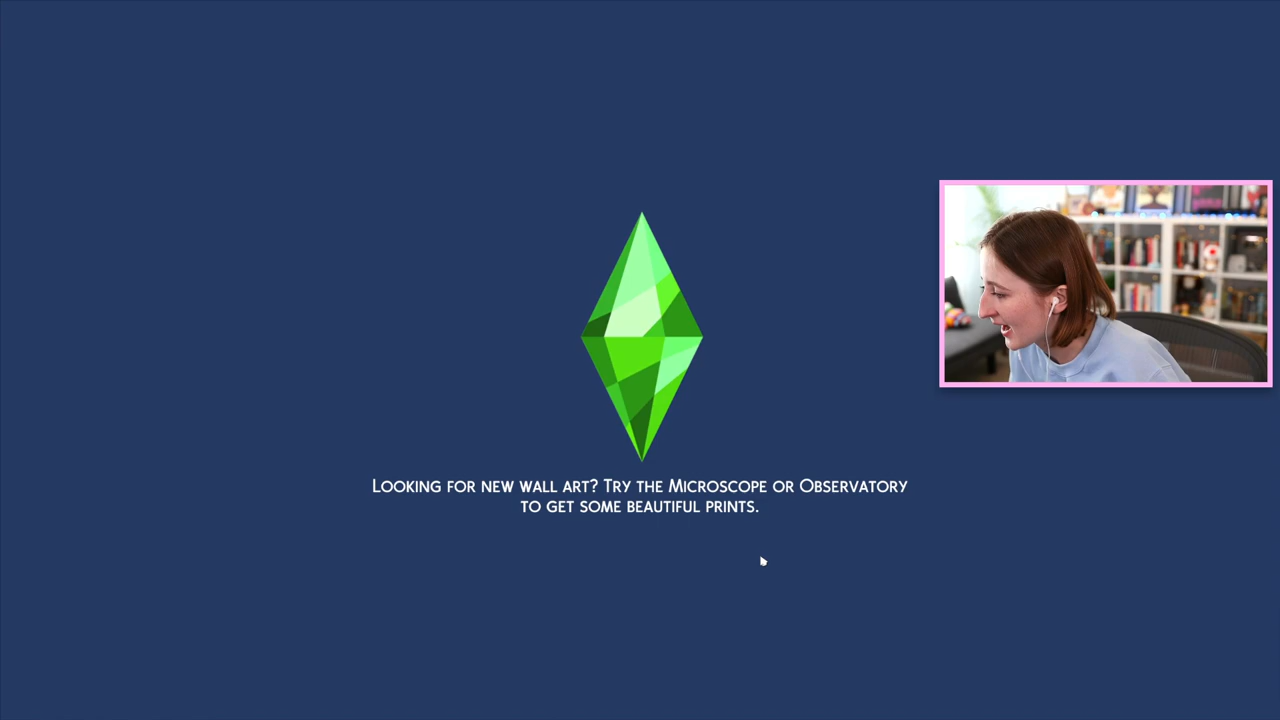 Looking for new wall art? Try the Microscope or Observatory
to get some beautiful prints.